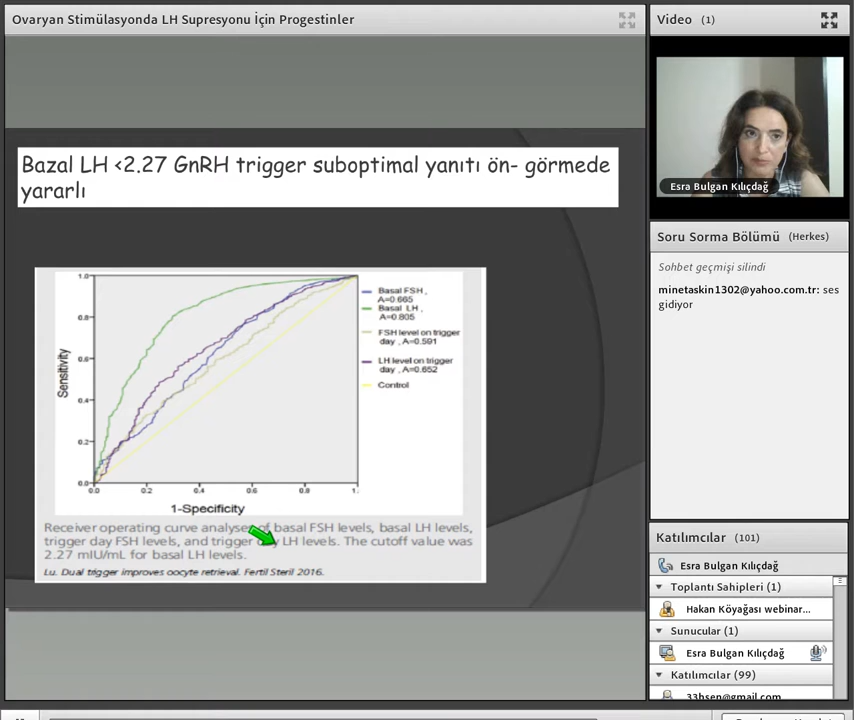 Ovaryan Stimülasyonda LH Supresyonu İçin Progestinler
Bazal LH <2.27 GnRH trigger suboptimal yanıtı ön- görmede
yararlı
1.0
0.8
0.6
0.4
0.2
0.0
Sensitivity
0.0 0.2 0.4 0.6 0.8 1.
1-Specificity
Basal FSH ,
A=0.665
Basal LH ,
A=0.805
FSH level on trigger
day , A=0.591
LH level on trigger
day , A=0.652
Control
Receiver operating curve analyses of basal FSH levels, basal LH levels,
trigger day FSH levels, and trigger day LH levels. The cutoff value was
2.27 mIU/mL for basal LH levels.
Lu. Dual trigger improves oocyte retrieval. Fertil Steril 2016.
Video (1)
Esra Bulgan Kılıçdağ
Soru Sorma Bölümü (Herkes)
Sohbet geçmişi silindi
minetaskin1302@yahoo.com.tr: ses
gidiyor
Katılımcılar (101)
Esra Bulgan Kılıçdağ
Toplantı Sahipleri (1)
Hakan Köyağası webinar...
Sunucular (1)
Esra Bulgan Kılıçdağ
Katılımcılar (99)